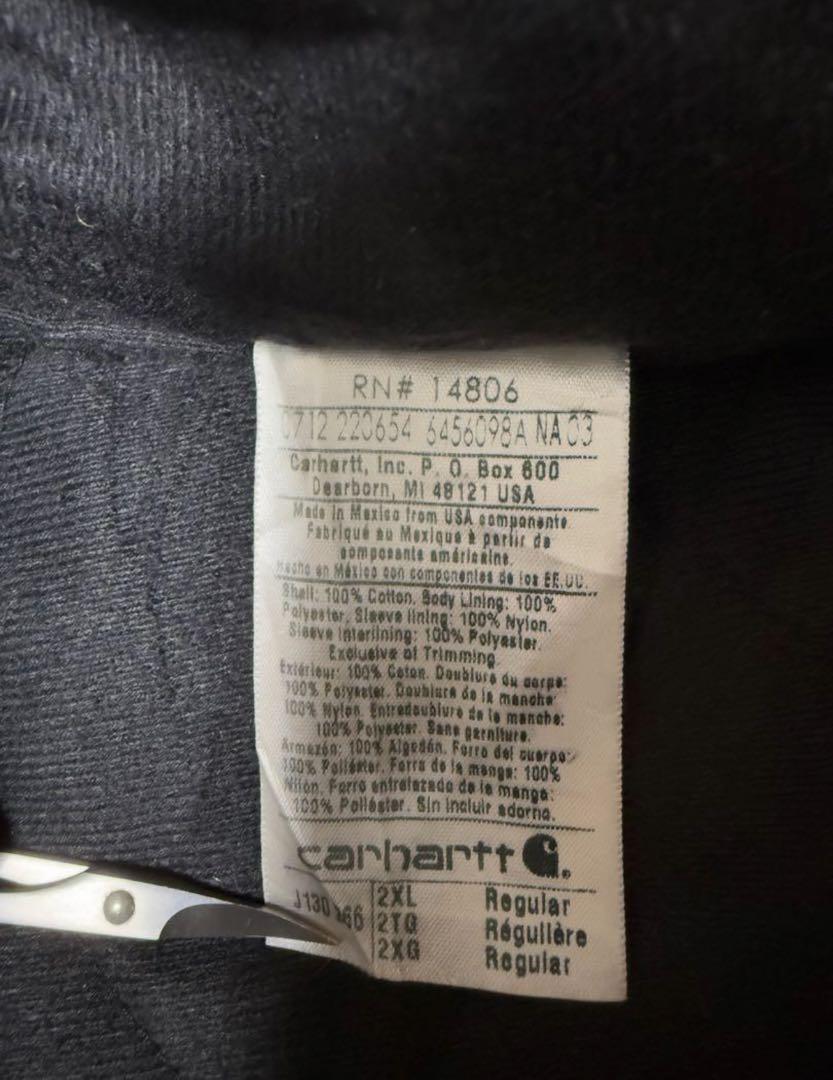 RN# 14806
0712 220654 6456098A NA 03
Carhartt, Inc. P. O. Box 600
Dearborn, MI 48121 USA
Made in Mexico from USA components.
Fabriqué au Mexique à partir de
composants américains.
Hecho en México con componentes de los EE.UU.
Shell: 100% Cotton. Body Lining: 100%
Polyester. Sleeve lining: 100% Nylon.
Sleeve interlining: 100% Polyester.
Exclusive of Trimming.
Extérieur: 100% Coton. Doublure du corps:
100% Polyester. Doublure de la manche:
100% Nylon. Entredoublure de la manche:
100% Polyester. Sans garniture.
Armazón: 100% Algodón. Forro del cuerpo:
100% Poliéster. Forro de la manga: 100%
Nilón. Forro entrelazado de la manga:
100% Poliéster. Sin incluir adorno.
carhartt
J130 2XL Regular
2TG Régulière
2XG Regular